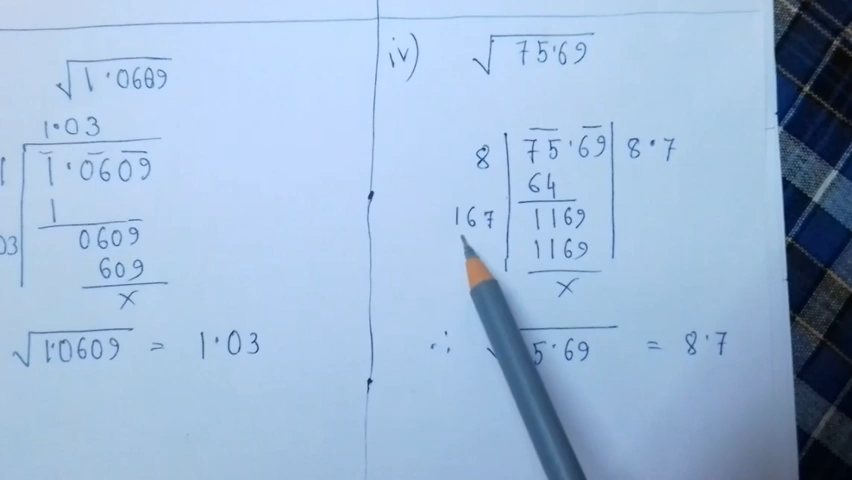 √1.0609
1.03
1 1.0609
1
0609
03 609
x
√1.0609 = 1.03
iv) √75.69
8 75.69 8.7
64
167 1169
1169
x
∴ √ 5.69 = 8.7